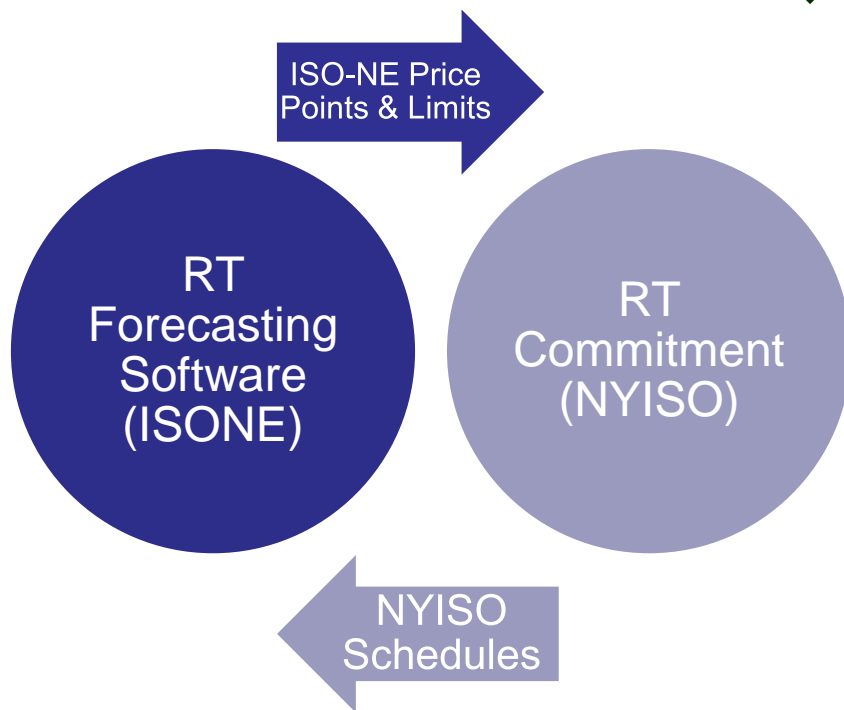 ISO-NE Price
Points & Limits
RT
Forecasting
Software
(ISONE)
RT
Commitment
(NYISO)
NYISO
Schedules